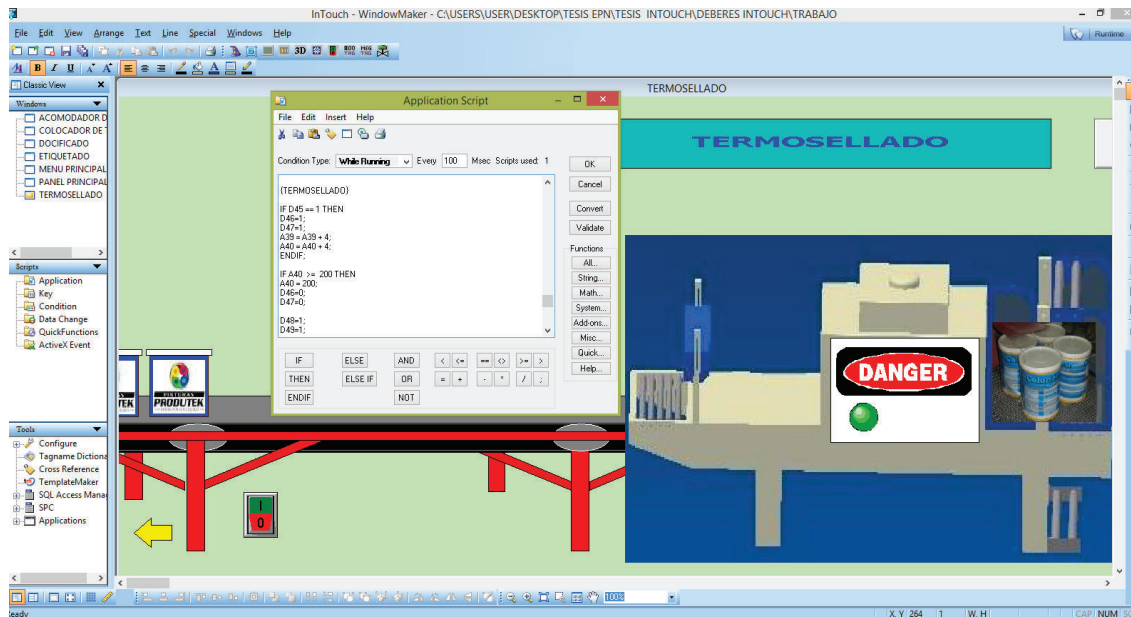 InTouch - WindowMaker - C:\USERS\USER\DESKTOP\TESIS EPN\TESIS INTOUCH\DEBERES INTOUCH\TRABAJO
File Edit View Arrange Text Line Special Windows Help
Runtime
3D
B I U
Classic View
Windows
ACOMODADOR D
COLOCADOR DE
DOCIFICADO
ETIQUETADO
MENU PRINCIPAL
PANEL PRINCIPAL
TERMOSELLADO
Scripts
Application
Key
Condition
Data Change
QuickFunctions
ActiveX Event
Tools
Configure
Tagname Dictiona
Cross Reference
TemplateMaker
SQL Access Mana
SPC
Applications
TERMOSELLADO
TERMOSELLADO
Application Script
File Edit Insert Help
Condition Type: While Running Every 100 Msec Scripts used: 1
{TERMOSELLADO}
IF D45 == 1 THEN
D46=1;
D47=1;
A39 = A39 + 4;
A40 = A40 + 4;
ENDIF;
IF A40 >= 200 THEN
A40 = 200;
D46=0;
D47=0;
D48=1;
D49=1;
OK
Cancel
Convert
Validate
Functions
All...
String...
Math...
System...
Add-ons...
Misc...
Quick...
Help...
IF ELSE AND < <= == <> >= >
THEN ELSE IF OR = + - * / ;
ENDIF NOT
TEK
PINTURAS
PRODUTEK
I
0
DANGER
100%
eady
X, Y 264 1 W, H
CAP NUM SC